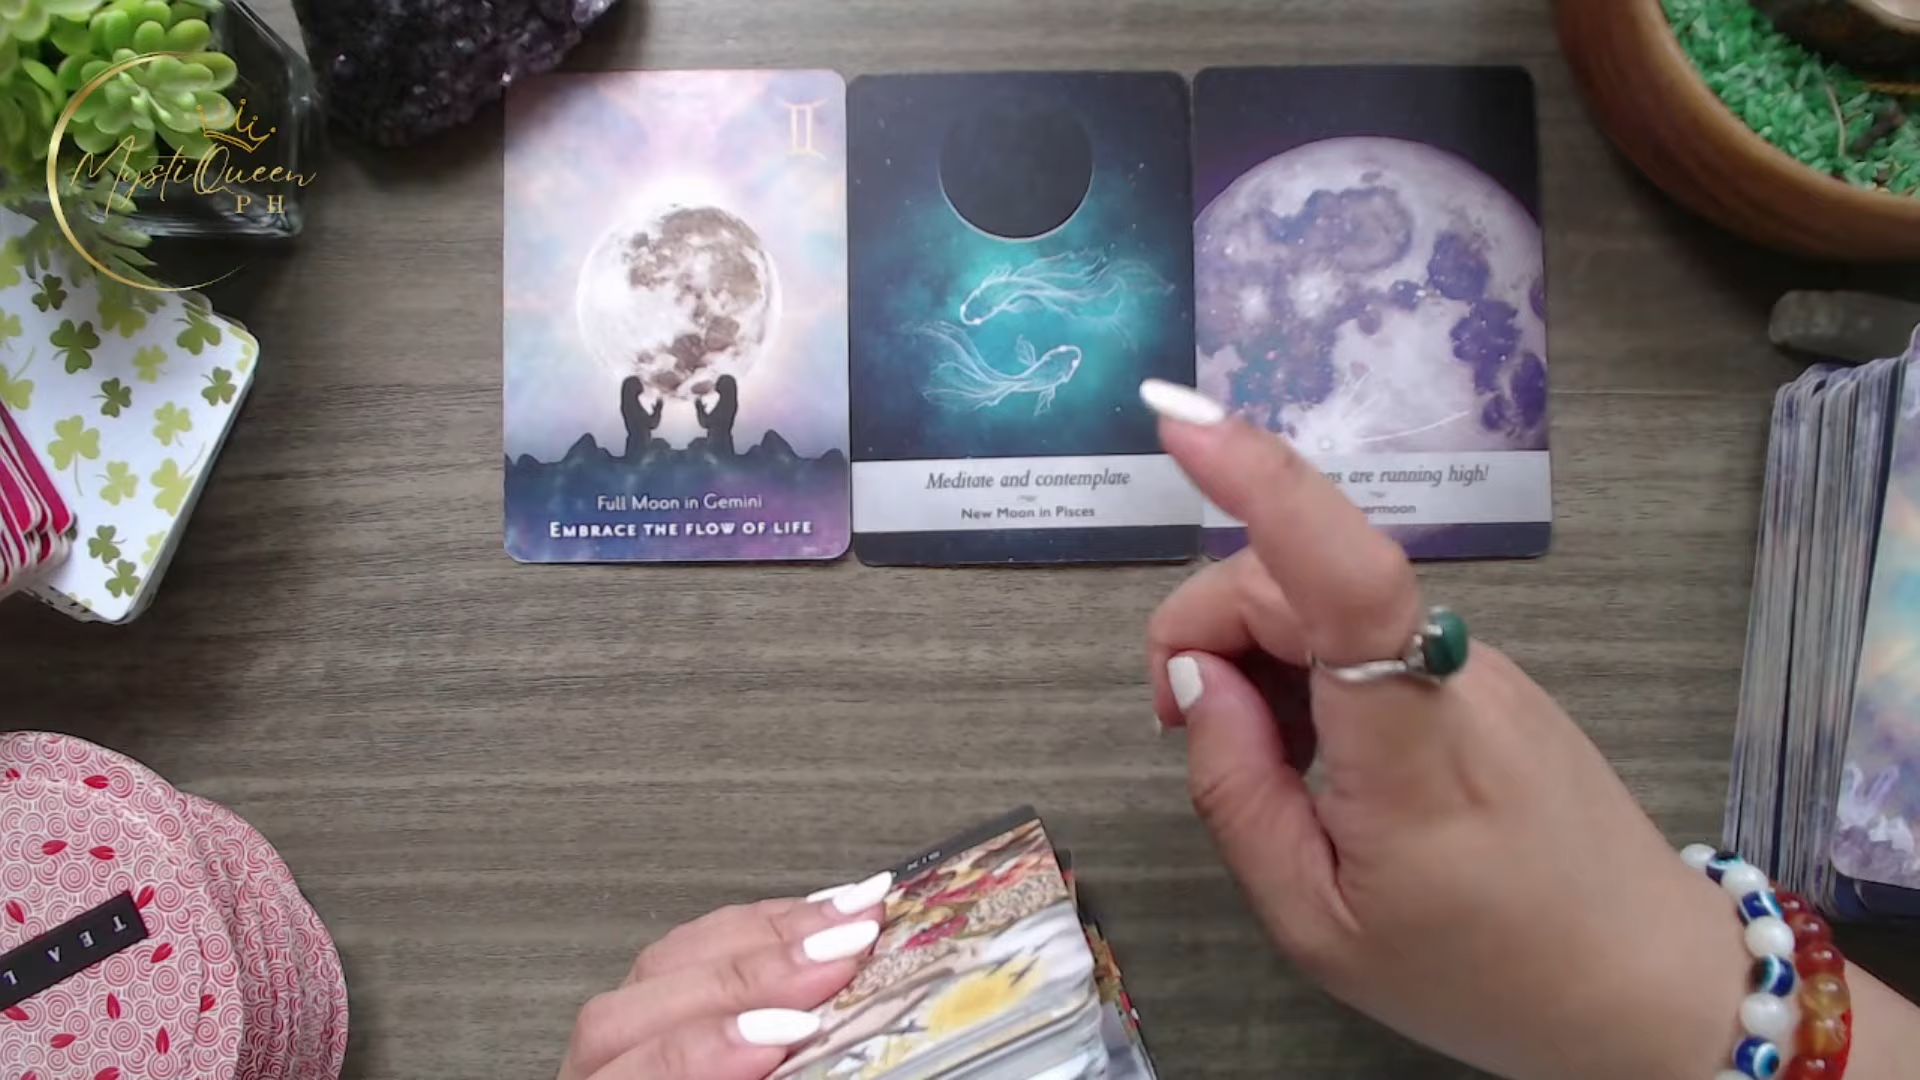 MystiQueen
PH
Full Moon in Gemini
EMBRACE THE FLOW OF LIFE
Meditate and contemplate
New Moon in Pisces
are running high!
TEA L